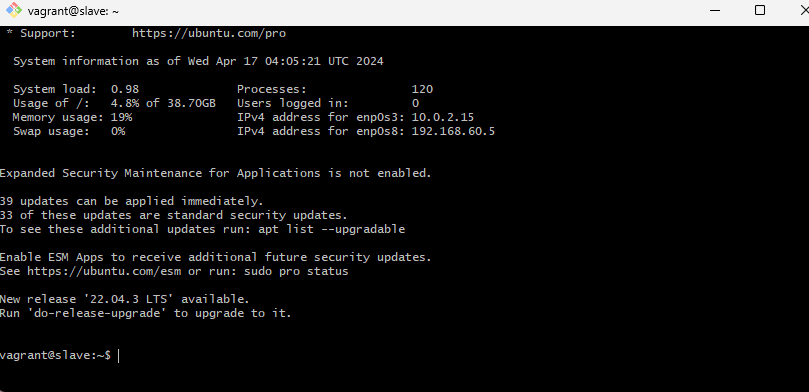 vagrant@slave: ~
* Support: https://ubuntu.com/pro
System information as of Wed Apr 17 04:05:21 UTC 2024
System load: 0.98 Processes: 120
Usage of /: 4.8% of 38.70GB Users logged in: 0
Memory usage: 19% IPv4 address for enp0s3: 10.0.2.15
Swap usage: 0% IPv4 address for enp0s8: 192.168.60.5
Expanded Security Maintenance for Applications is not enabled.
39 updates can be applied immediately.
33 of these updates are standard security updates.
To see these additional updates run: apt list --upgradable
Enable ESM Apps to receive additional future security updates.
See https://ubuntu.com/esm or run: sudo pro status
New release '22.04.3 LTS' available.
Run 'do-release-upgrade' to upgrade to it.
vagrant@slave:~$